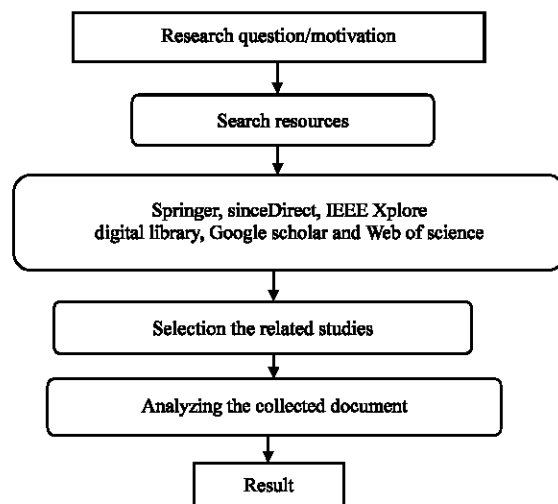 Research question/motivation
Search resources
Springer, sinceDirect, IEEE Xplore
digital library, Google scholar and Web of science
Selection the related studies
Analyzing the collected document
Result